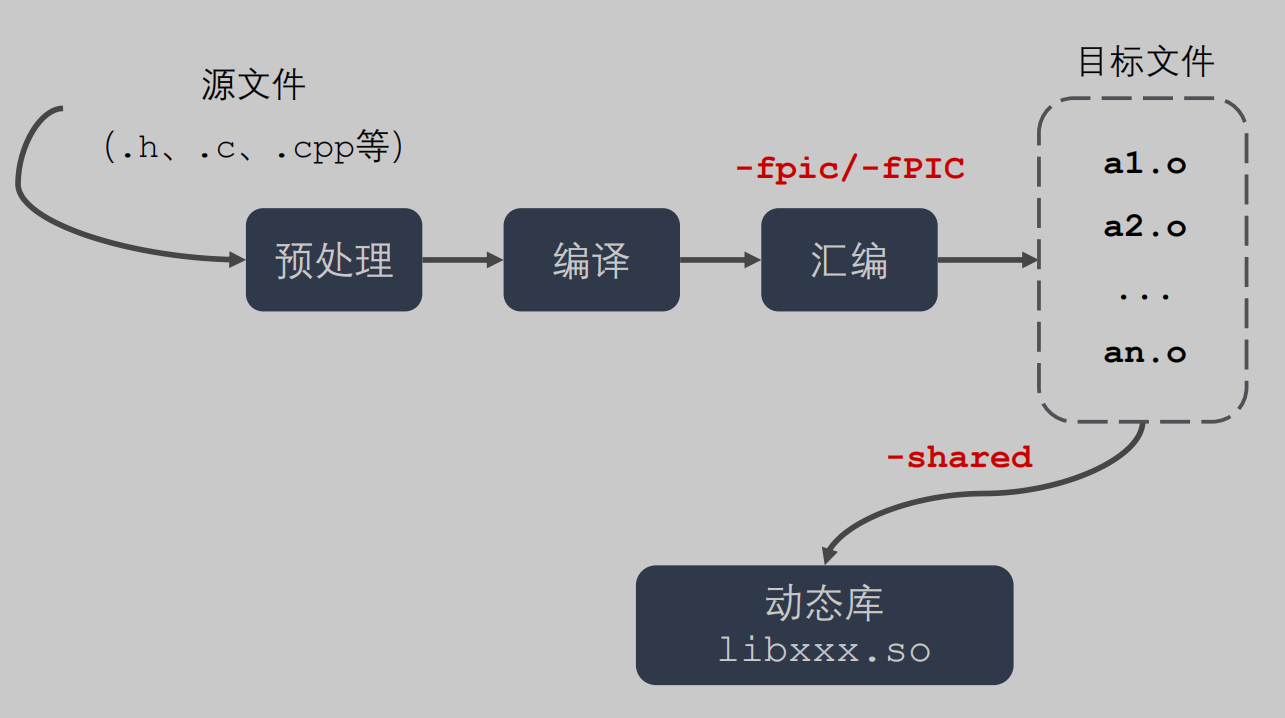 源文件
(.h、.c、.cpp等)
目标文件
-fpic/-fPIC
预处理
编译
汇编
a1.o
a2.o
...
an.o
-shared
动态库
libxxx.so